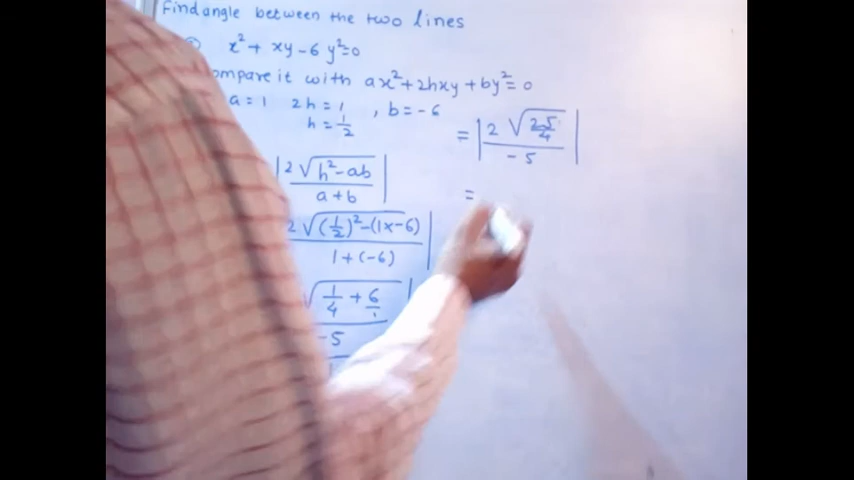 Find angle between the two lines
x² + xy - 6y² = 0
ompare it with ax² + 2hxy + by² = 0
a = 1 2h = 1 , b = -6
h = 1/2
|2√(h² - ab) / a + b|
2√((1/2)² - (1x-6)) / 1 + (-6)|
√(1/4 + 6/1) / -5|
= |2√(25/4) / -5|
=